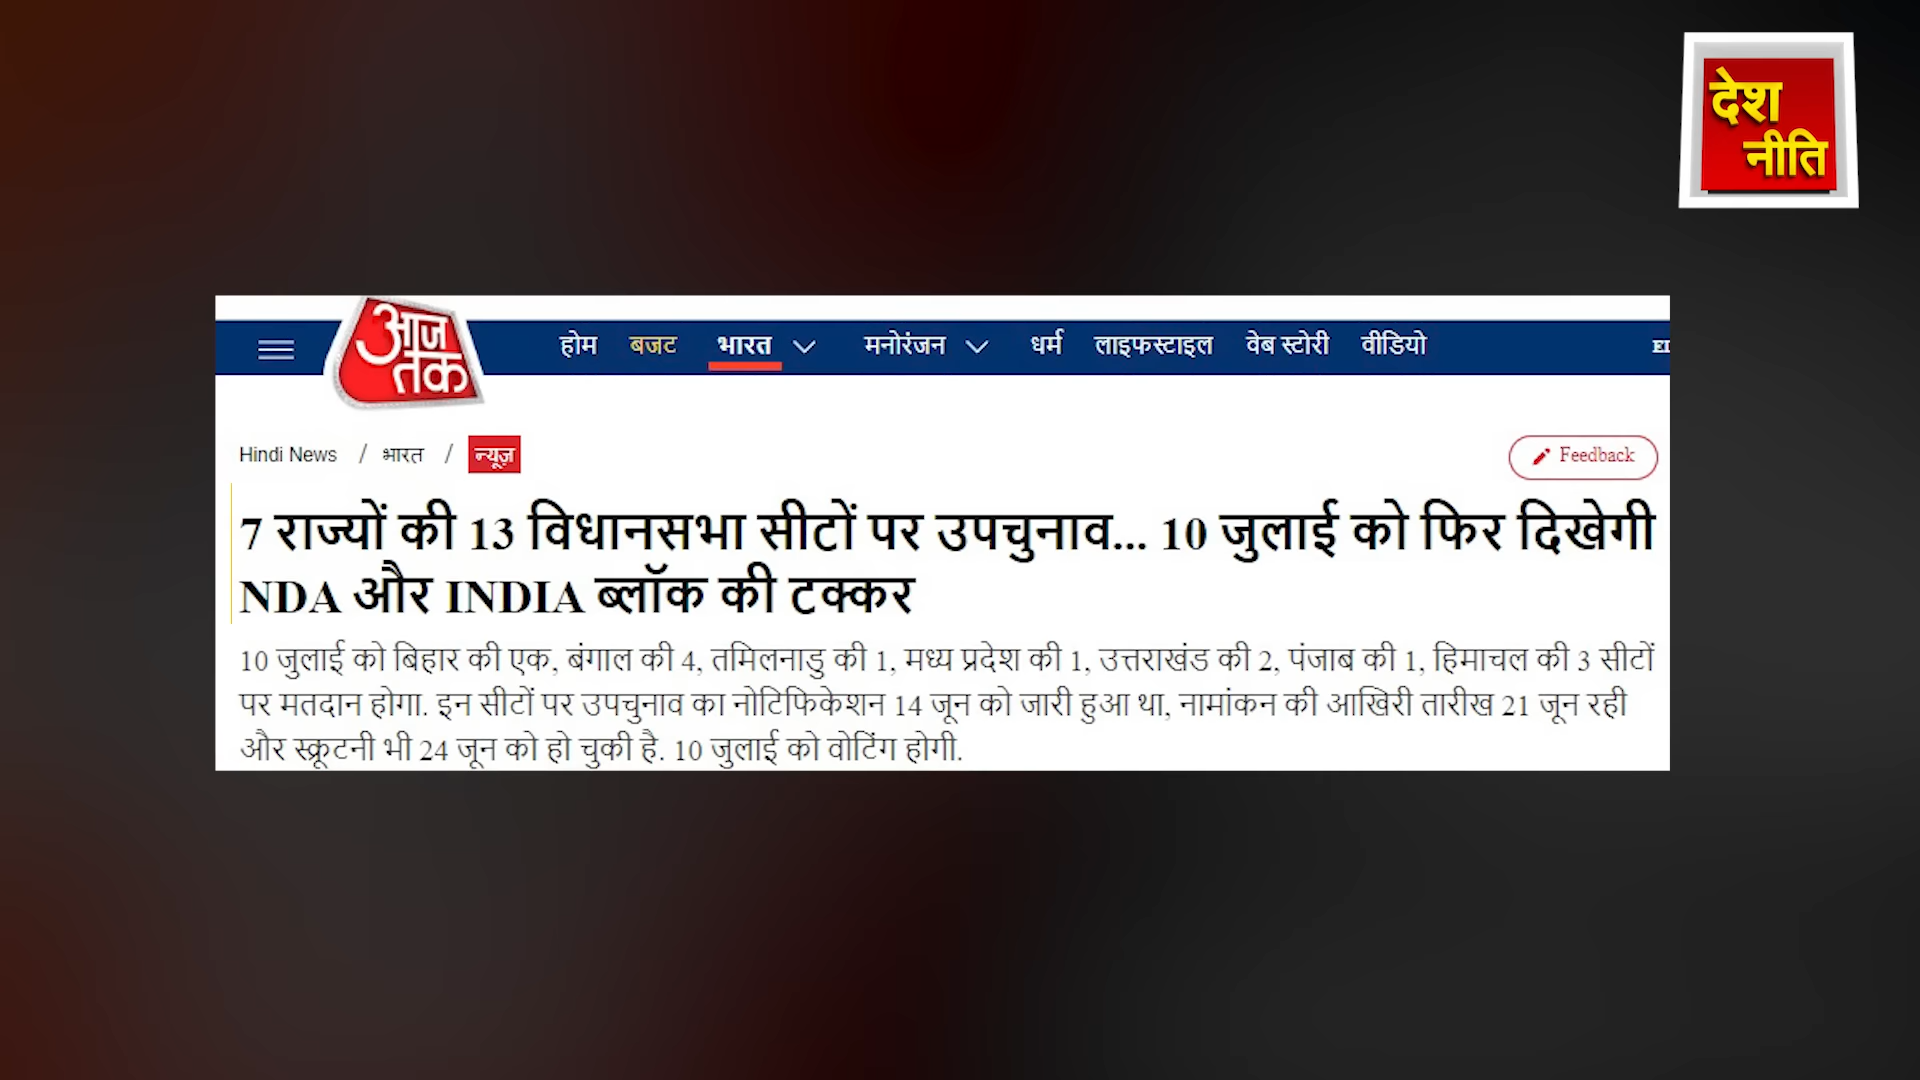 देश
नीति
आज
तक
होम बजट भारत मनोरंजन धर्म लाइफस्टाइल वेब स्टोरी वीडियो
Hindi News / भारत / न्यूज़
Feedback
7 राज्यों की 13 विधानसभा सीटों पर उपचुनाव... 10 जुलाई को फिर दिखेगी
NDA और INDIA ब्लॉक की टक्कर
10 जुलाई को बिहार की एक, बंगाल की 4, तमिलनाडु की 1, मध्य प्रदेश की 1, उत्तराखंड की 2, पंजाब की 1, हिमाचल की 3 सीटों
पर मतदान होगा. इन सीटों पर उपचुनाव का नोटिफिकेशन 14 जून को जारी हुआ था, नामांकन की आखिरी तारीख 21 जून रही
और स्क्रूटनी भी 24 जून को हो चुकी है. 10 जुलाई को वोटिंग होगी.